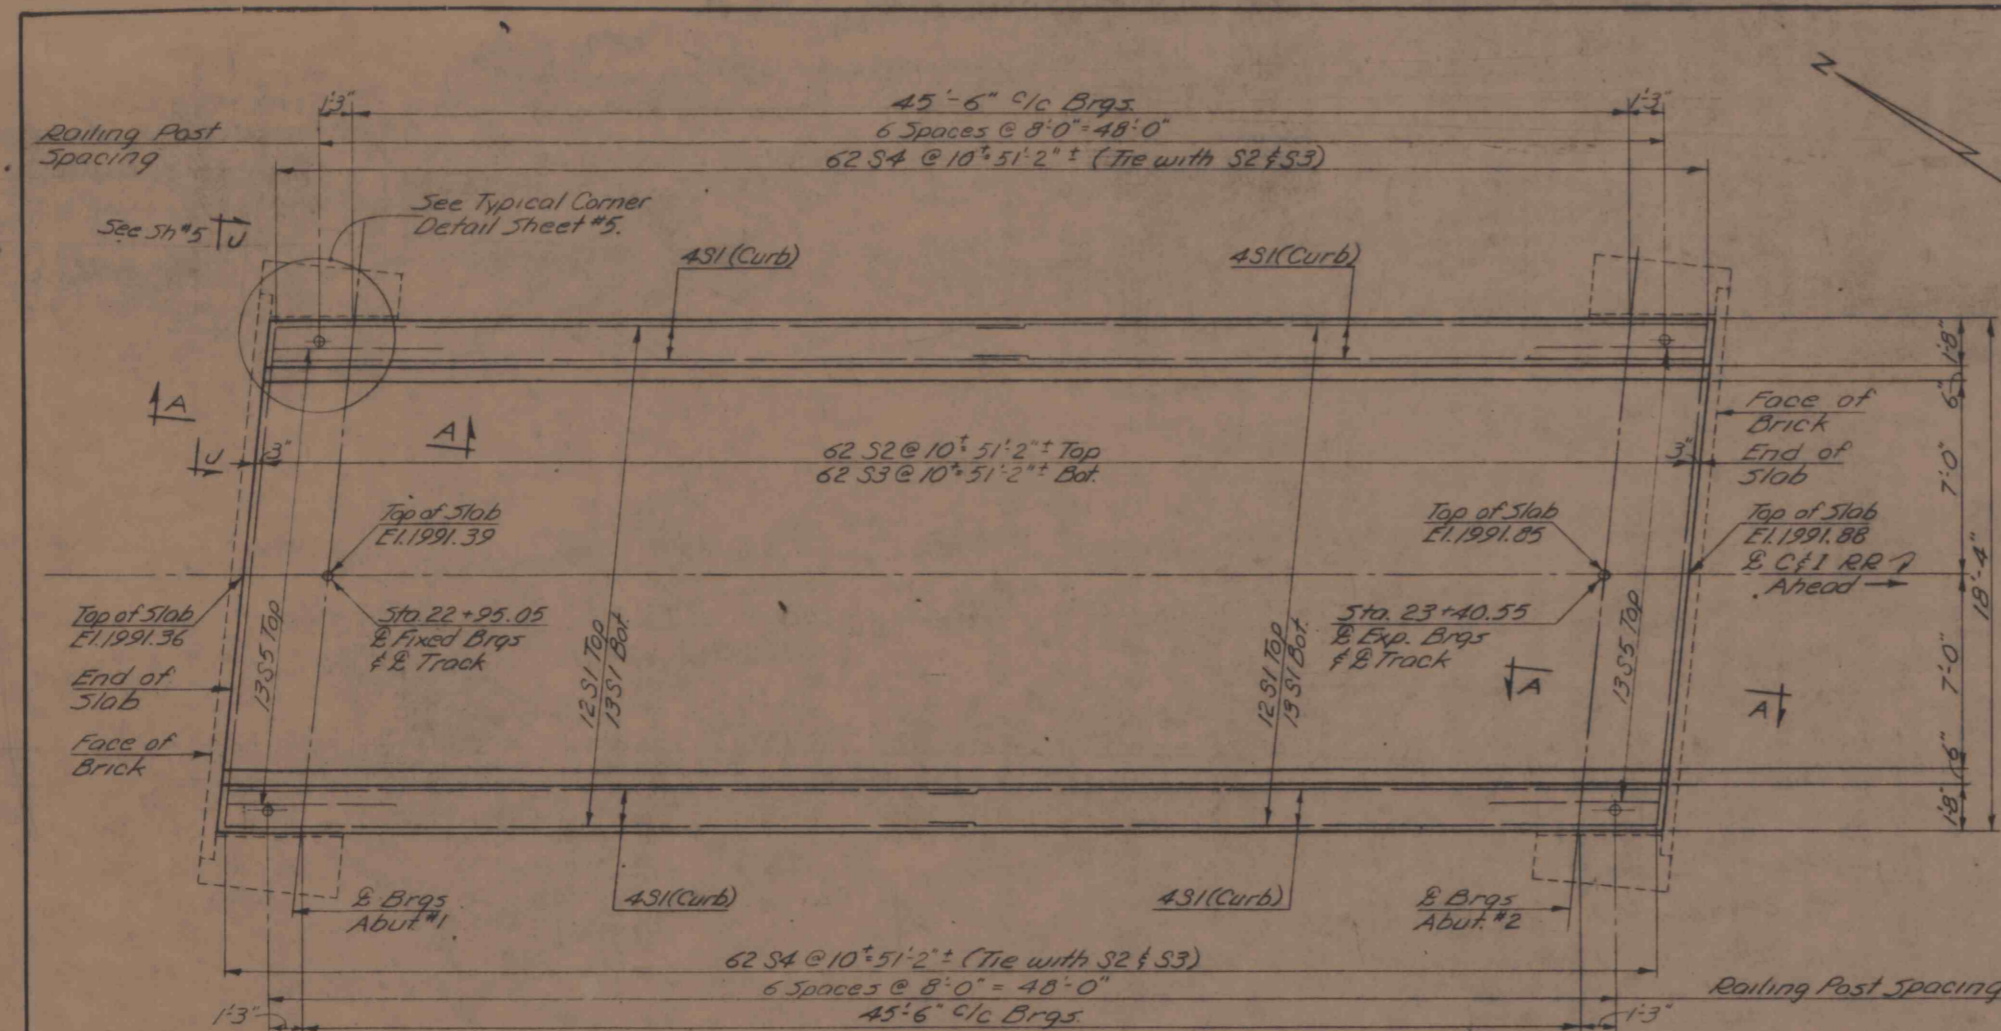 N
1'-3"
45'-6" c/c Brgs.
1'-3"
Railing Post
Spacing
6 Spaces @ 8'-0" = 48'-0"
62 S4 @ 10"± = 51'-2"± (Tie with S2 & S3)
See Sh #5
U
See Typical Corner
Detail Sheet #5.
4S1 (Curb)
4S1 (Curb)
1'-8"
6"
7'-0"
18'-4"
7'-0"
6"
1'-8"
A
A
U
3"
62 S2 @ 10"± = 51'-2"± Top
62 S3 @ 10"± = 51'-2"± Bot.
3"
Face of
Brick
End of
Slab
Top of Slab
El. 1991.39
Top of Slab
El. 1991.85
Top of Slab
El. 1991.88
℄ C & I RR
Ahead
Top of Slab
El. 1991.36
End of
Slab
Face of
Brick
13 S5 Top
Sta. 22+95.05
℄ Fixed Brgs
& ℄ Track
12 S1 Top
13 S1 Bot.
12 S1 Top
13 S1 Bot.
Sta. 23+40.55
℄ Exp. Brgs
& ℄ Track
13 S5 Top
A
A
℄ Brgs
Abut. #1
4S1 (Curb)
4S1 (Curb)
℄ Brgs
Abut. #2
62 S4 @ 10"± = 51'-2"± (Tie with S2 & S3)
6 Spaces @ 8'-0" = 48'-0"
Railing Post Spacing
1'-3"
45'-6" c/c Brgs.
1'-3"